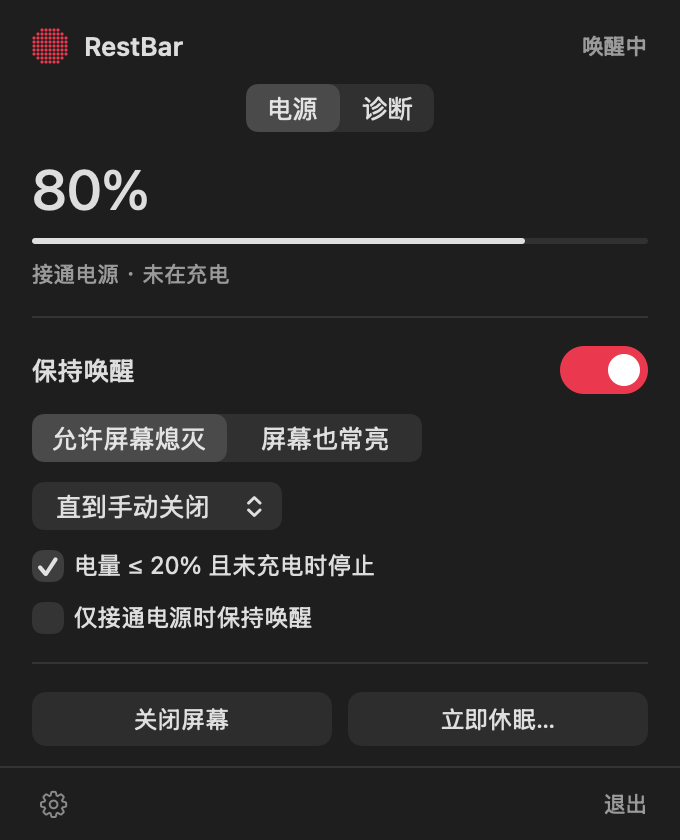 RestBar
唤醒中
电源
诊断
80%
接通电源 · 未在充电
保持唤醒
允许屏幕熄灭
屏幕也常亮
直到手动关闭
电量 ≤ 20% 且未充电时停止
仅接通电源时保持唤醒
关闭屏幕
立即休眠...
退出